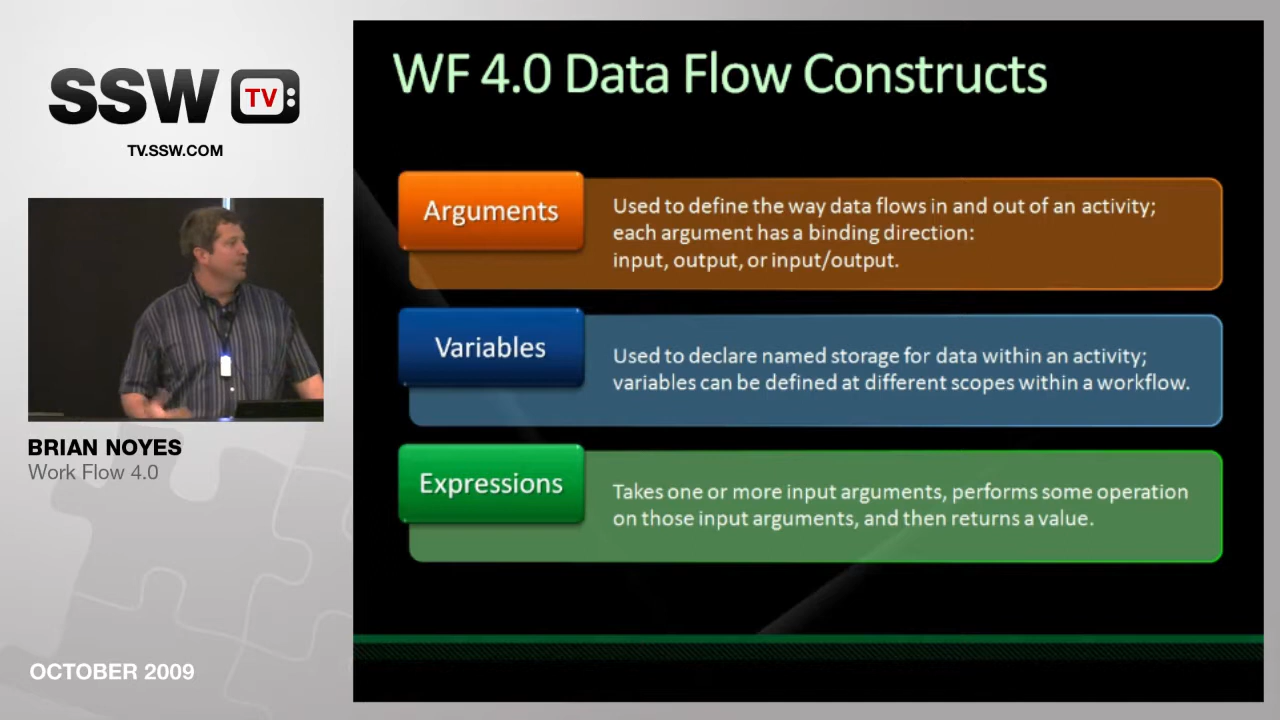 SSW TV:
TV.SSW.COM
BRIAN NOYES
Work Flow 4.0
OCTOBER 2009
WF 4.0 Data Flow Constructs
Arguments
Used to define the way data flows in and out of an activity;
each argument has a binding direction:
input, output, or input/output.
Variables
Used to declare named storage for data within an activity;
variables can be defined at different scopes within a workflow.
Expressions
Takes one or more input arguments, performs some operation
on those input arguments, and then returns a value.